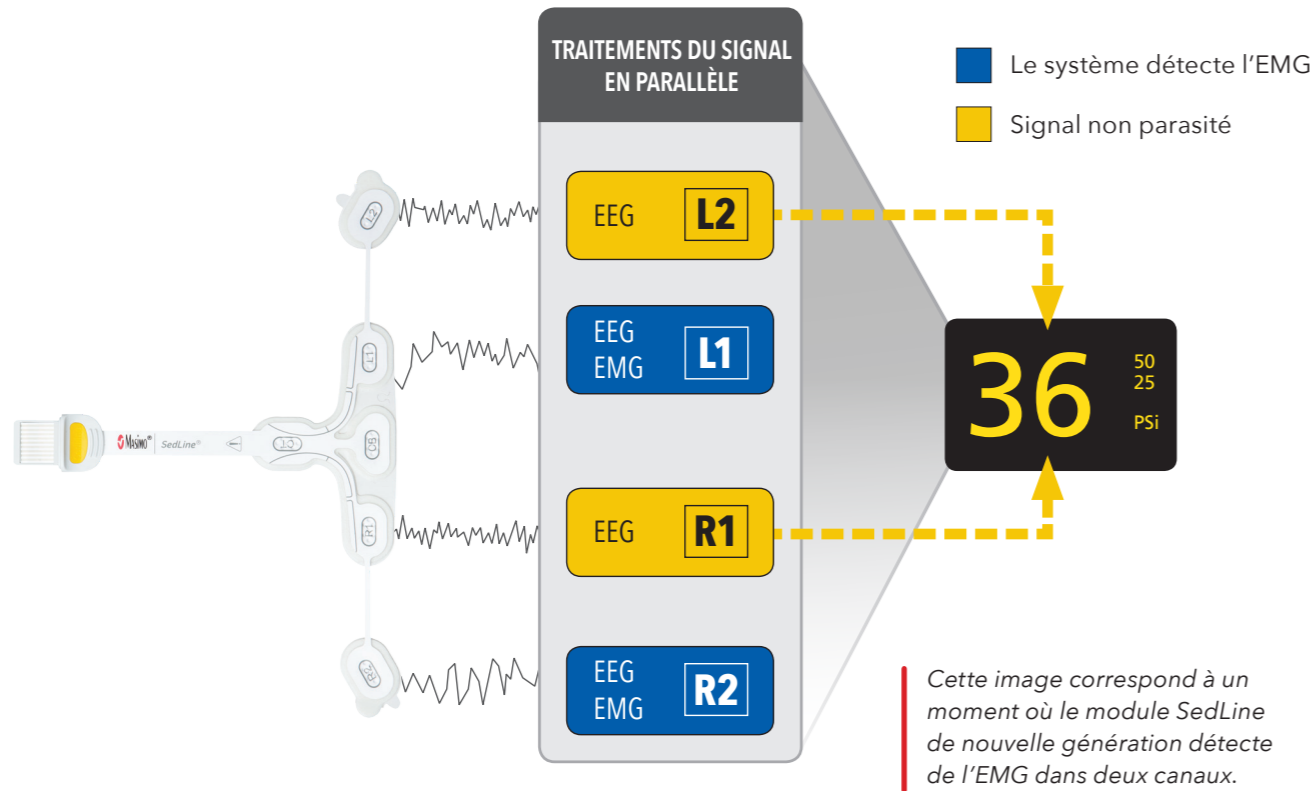 TRAITEMENTS DU SIGNAL
EN PARALLÈLE
Le système détecte l'EMG
Signal non parasité
L2
EEG L2
L1
EEG
EMG L1
36
50
25
PSi
Masimo® SedLine®
CT
CB
R1
EEG R1
R2
EEG
EMG R2
Cette image correspond à un
moment où le module SedLine
de nouvelle génération détecte
de l'EMG dans deux canaux.